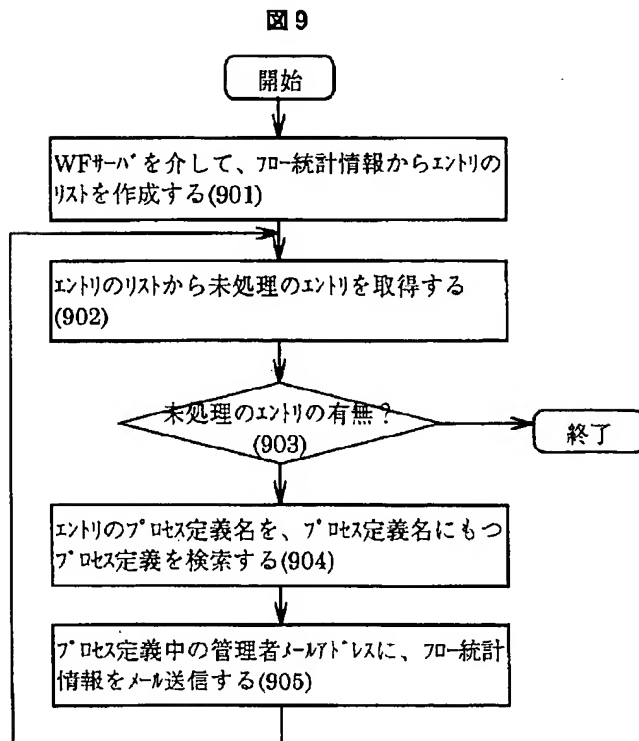 図9
開始
WFｻｰﾊﾞを介して、ﾌﾛｰ統計情報からｴﾝﾄﾘの
ﾘｽﾄを作成する(901)
ｴﾝﾄﾘのﾘｽﾄから未処理のｴﾝﾄﾘを取得する
(902)
未処理のｴﾝﾄﾘの有無？
(903)
終了
ｴﾝﾄﾘのﾌﾟﾛｾｽ定義名を、ﾌﾟﾛｾｽ定義名にもつ
ﾌﾟﾛｾｽ定義を検索する(904)
ﾌﾟﾛｾｽ定義中の管理者ﾒｰﾙｱﾄﾞﾚｽに、ﾌﾛｰ統計
情報をﾒｰﾙ送信する(905)